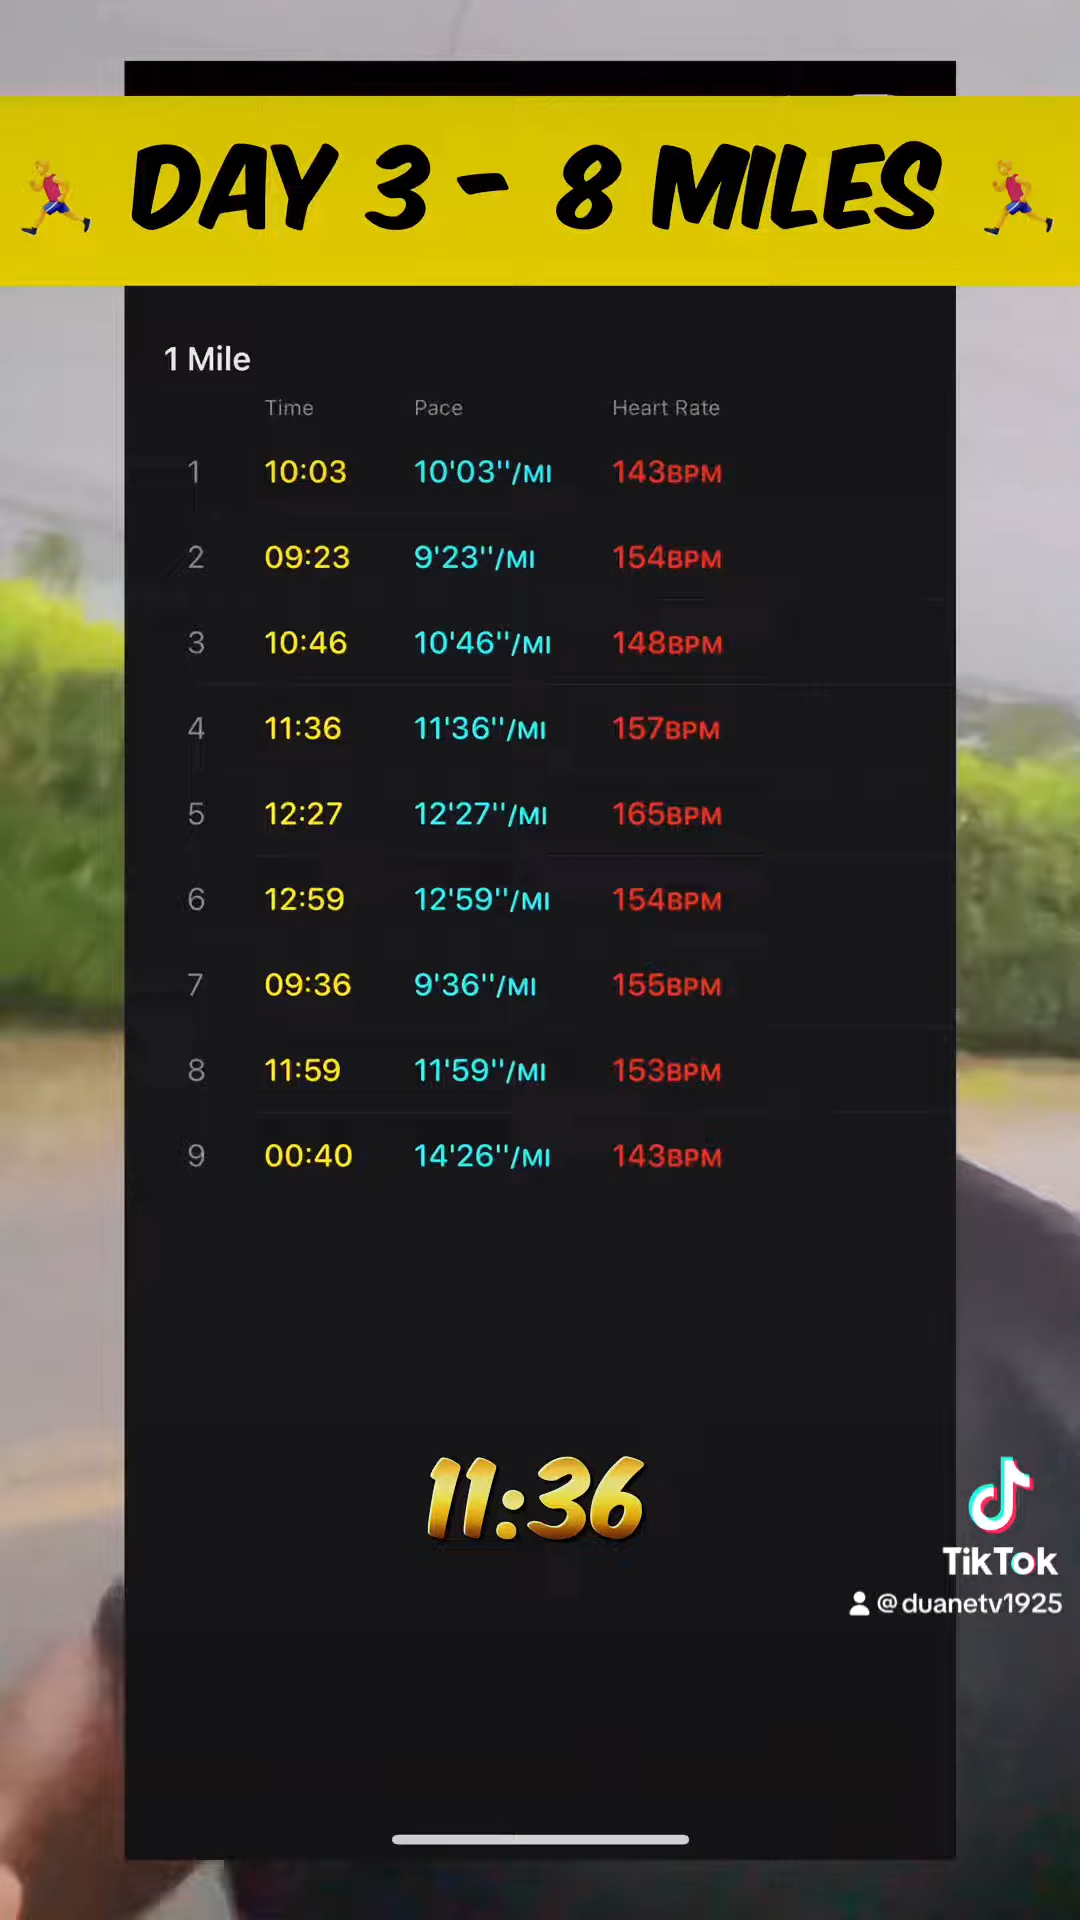 DAY 3 - 8 MILES
1 Mile
Time Pace Heart Rate
1 10:03 10'03''/MI 143BPM
2 09:23 9'23''/MI 154BPM
3 10:46 10'46''/MI 148BPM
4 11:36 11'36''/MI 157BPM
5 12:27 12'27''/MI 165BPM
6 12:59 12'59''/MI 154BPM
7 09:36 9'36''/MI 155BPM
8 11:59 11'59''/MI 153BPM
9 00:40 14'26''/MI 143BPM
11:36
TikTok
@duanetv1925